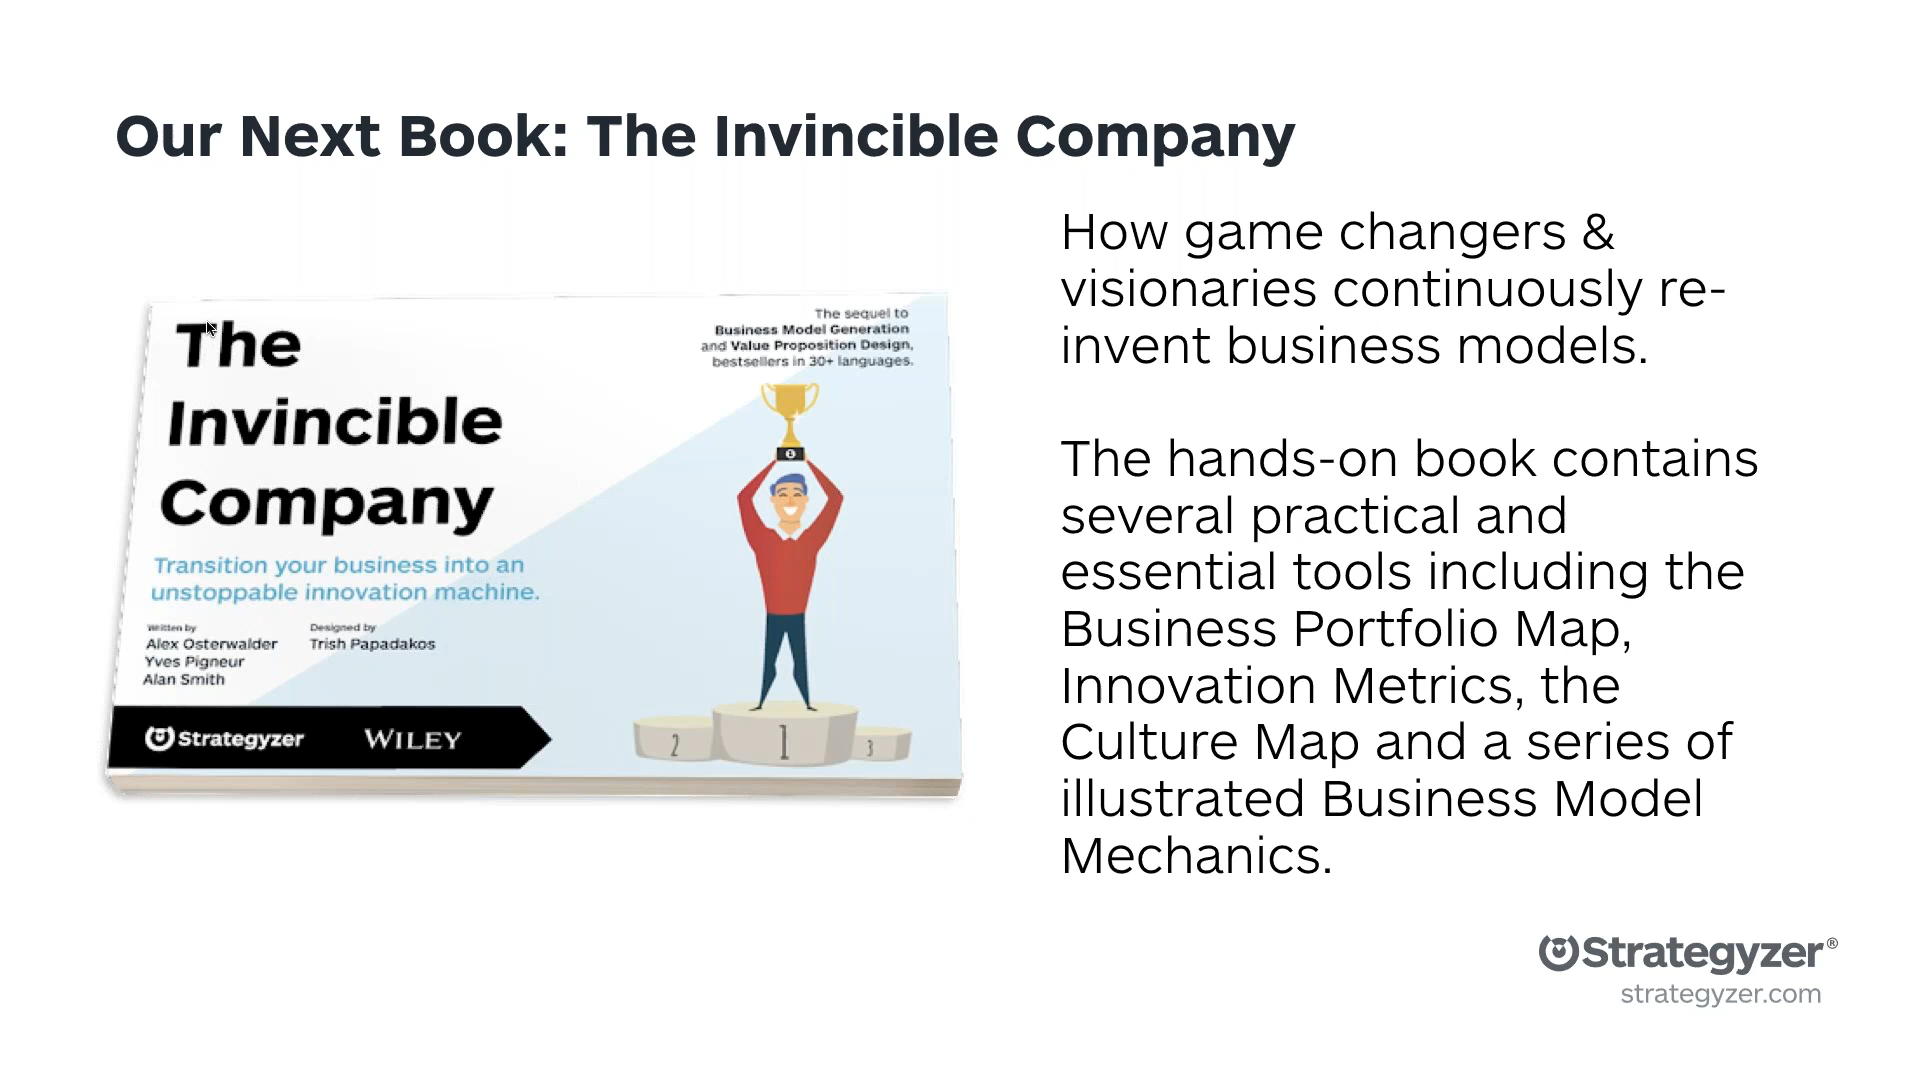 Our Next Book: The Invincible Company
The
Invincible
Company
Transition your business into an
unstoppable innovation machine.
Written by
Alex Osterwalder
Yves Pigneur
Alan Smith
Designed by
Trish Papadakos
The sequel to
Business Model Generation
and Value Proposition Design,
bestsellers in 30+ languages.
1
2
1
3
Strategyzer
WILEY
How game changers &
visionaries continuously re-
invent business models.
The hands-on book contains
several practical and
essential tools including the
Business Portfolio Map,
Innovation Metrics, the
Culture Map and a series of
illustrated Business Model
Mechanics.
Strategyzer®
strategyzer.com